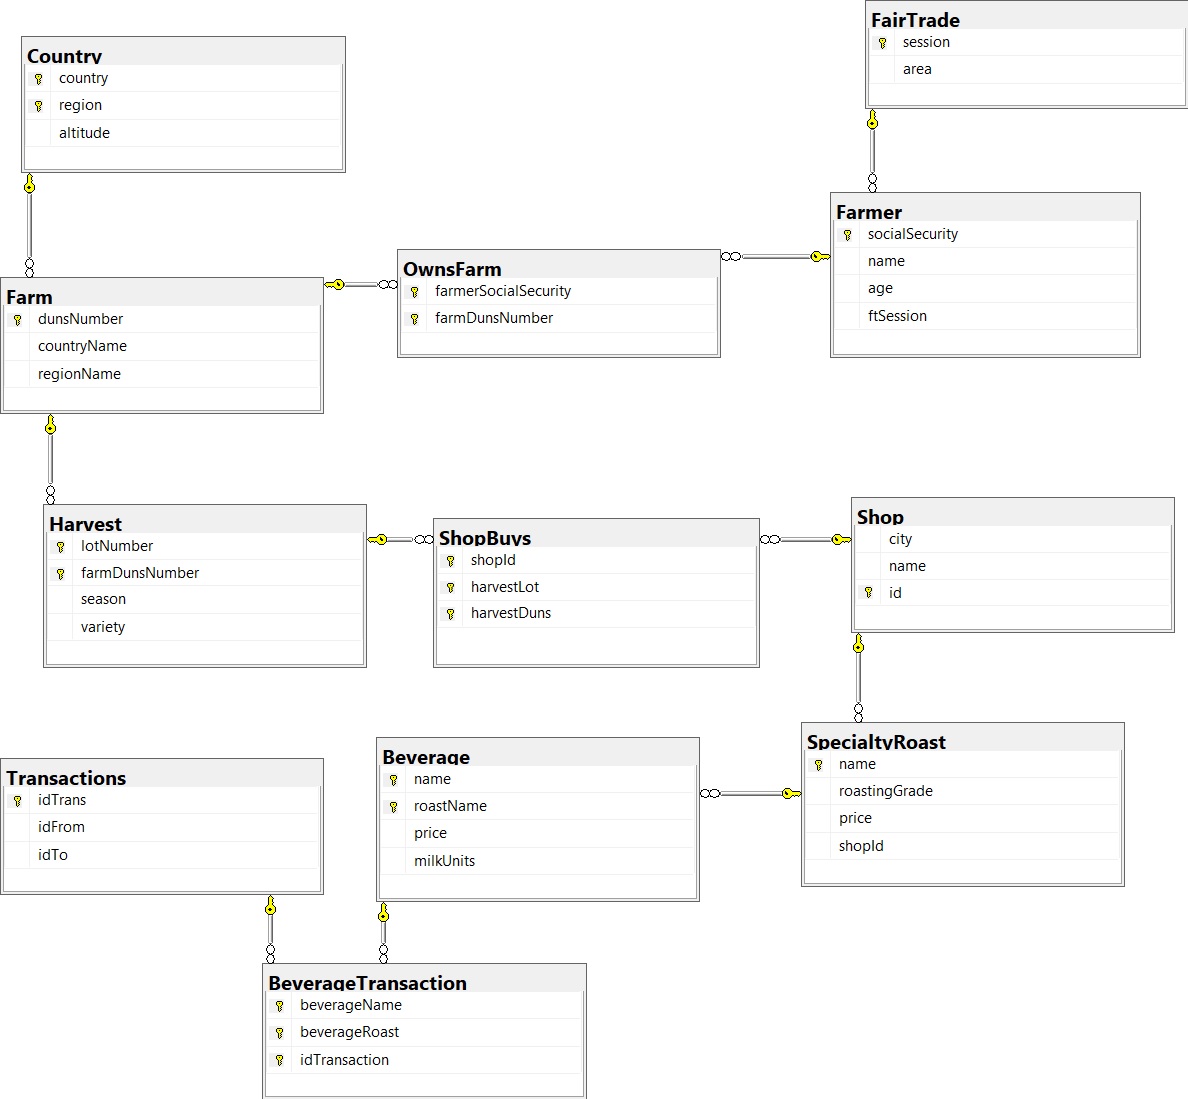 FairTrade
session
area
Country
country
region
altitude
Farmer
socialSecurity
name
age
ftSession
OwnsFarm
farmerSocialSecurity
farmDunsNumber
Farm
dunsNumber
countryName
regionName
Harvest
lotNumber
farmDunsNumber
season
variety
ShopBuys
shopId
harvestLot
harvestDuns
Shop
city
name
id
SpecialtyRoast
name
roastingGrade
price
shopId
Beverage
name
roastName
price
milkUnits
Transactions
idTrans
idFrom
idTo
BeverageTransaction
beverageName
beverageRoast
idTransaction